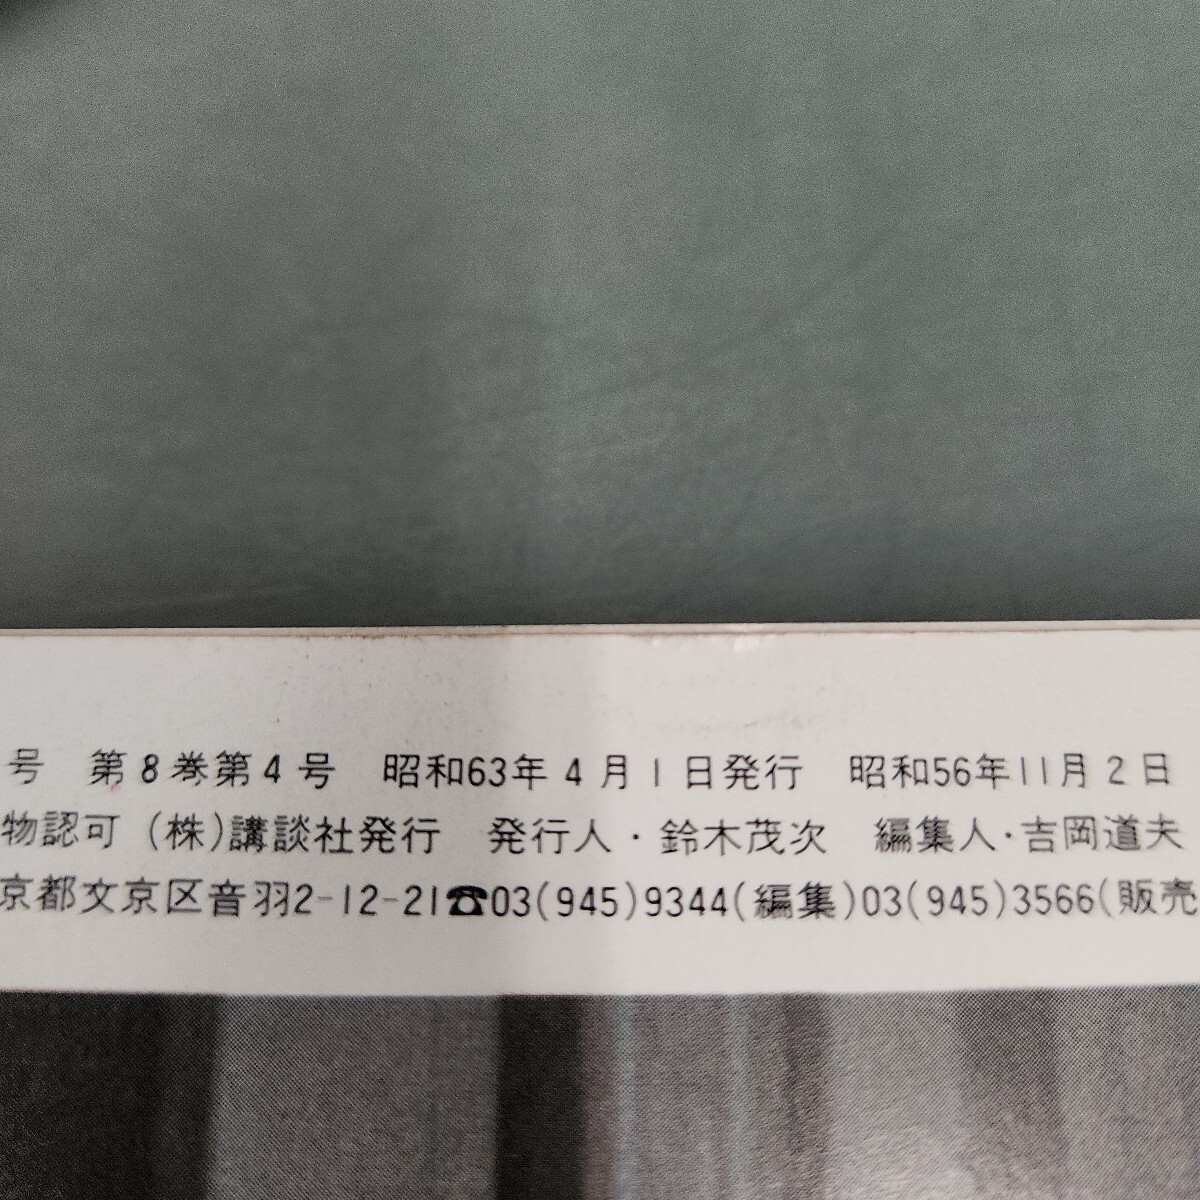 号 第8巻第4号 昭和63年4月1日発行 昭和56年11月2日
物認可 (株)講談社発行 発行人・鈴木茂次 編集人・吉岡道夫
京都文京区音羽2-12-21☎03(945)9344(編集)03(945)3566(販売